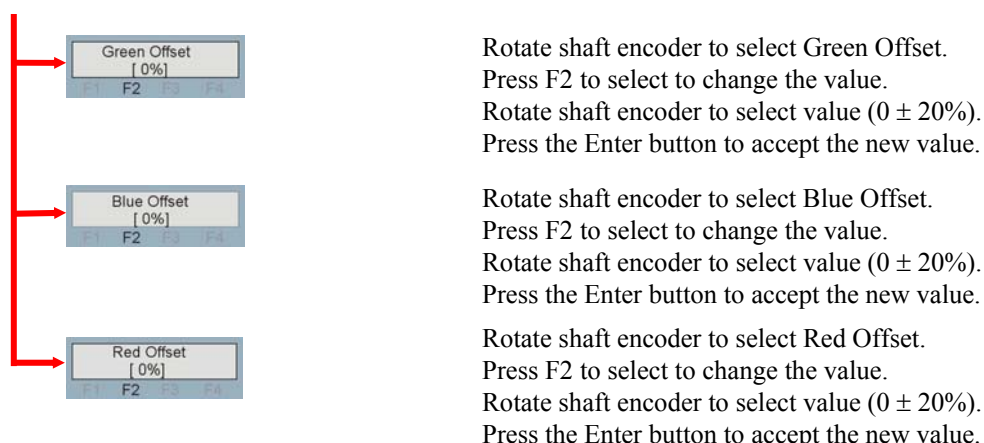 Green Offset
[ 0%]
F1 F2 F3 F4
Rotate shaft encoder to select Green Offset.
Press F2 to select to change the value.
Rotate shaft encoder to select value (0 ± 20%).
Press the Enter button to accept the new value.
Blue Offset
[ 0%]
F1 F2 F3 F4
Rotate shaft encoder to select Blue Offset.
Press F2 to select to change the value.
Rotate shaft encoder to select value (0 ± 20%).
Press the Enter button to accept the new value.
Red Offset
[ 0%]
F1 F2 F3 F4
Rotate shaft encoder to select Red Offset.
Press F2 to select to change the value.
Rotate shaft encoder to select value (0 ± 20%).
Press the Enter button to accept the new value.